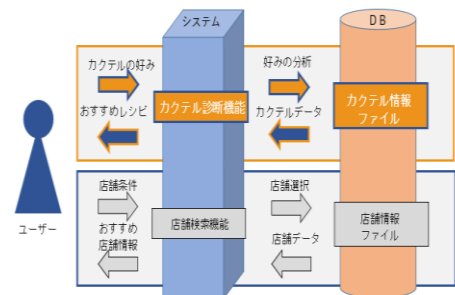 システム
DB
カクテルの好み
おすすめレシピ
カクテル診断機能
好みの分析
カクテルデータ
カクテル情報
ファイル
ユーザー
店舗条件
おすすめ
店舗情報
店舗検索機能
店舗選択
店舗データ
店舗情報
ファイル